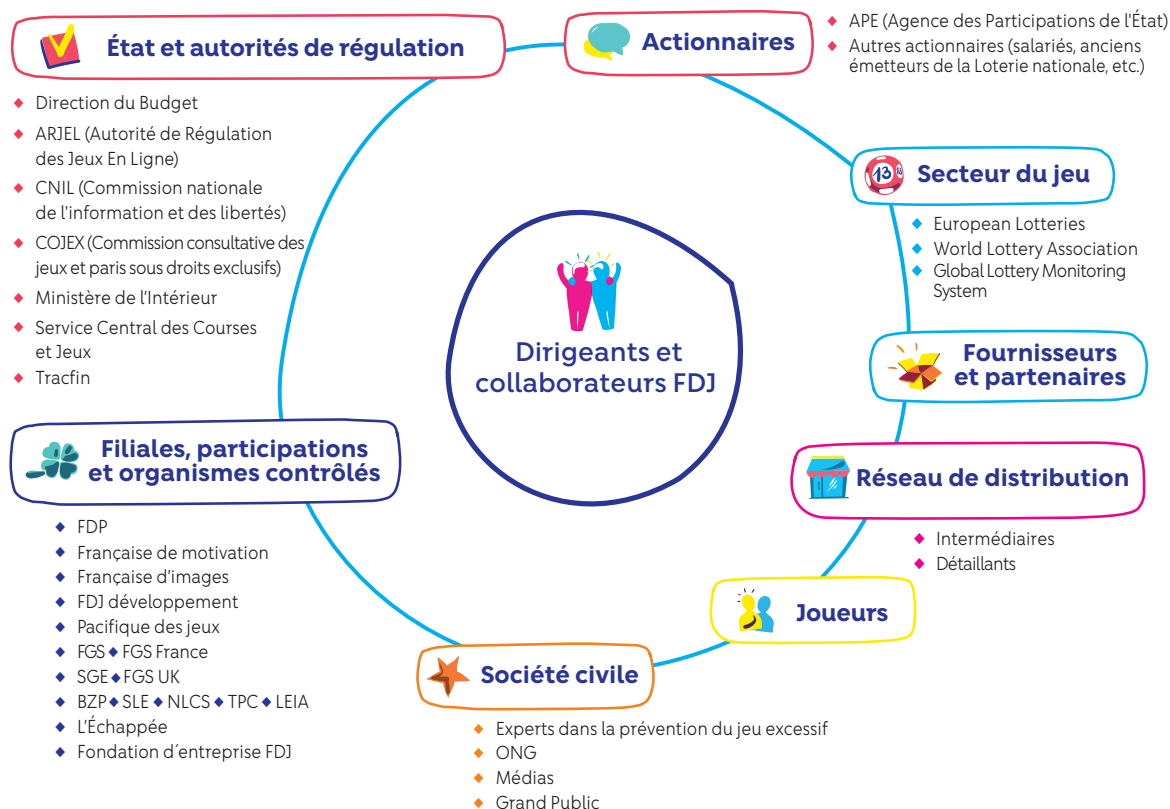 État et autorités de régulation
◆ Direction du Budget
◆ ARJEL (Autorité de Régulation
des Jeux En Ligne)
◆ CNIL (Commission nationale
de l'information et des libertés)
◆ COJEX (Commission consultative des
jeux et paris sous droits exclusifs)
◆ Ministère de l'Intérieur
◆ Service Central des Courses
et Jeux
◆ Tracfin
Actionnaires
◆ APE (Agence des Participations de l'État)
◆ Autres actionnaires (salariés, anciens
émetteurs de la Loterie nationale, etc.)
13
Secteur du jeu
◆ European Lotteries
◆ World Lottery Association
◆ Global Lottery Monitoring
System
Dirigeants et
collaborateurs FDJ
Fournisseurs
et partenaires
Réseau de distribution
◆ Intermédiaires
◆ Détaillants
Joueurs
Société civile
◆ Experts dans la prévention du jeu excessif
◆ ONG
◆ Médias
◆ Grand Public
Filiales, participations
et organismes contrôlés
◆ FDP
◆ Française de motivation
◆ Française d'images
◆ FDJ développement
◆ Pacifique des jeux
◆ FGS ◆ FGS France
◆ SGE ◆ FGS UK
◆ BZP ◆ SLE ◆ NLCS ◆ TPC ◆ LEIA
◆ L'Échappée
◆ Fondation d´entreprise FDJ